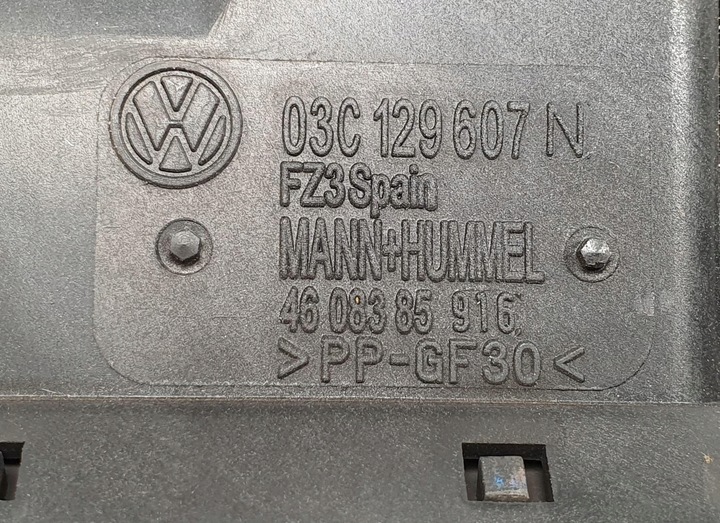 03C 129 607 N
FZ3 Spain
MANN+HUMMEL
46 083 85 916
>PP-GF30<